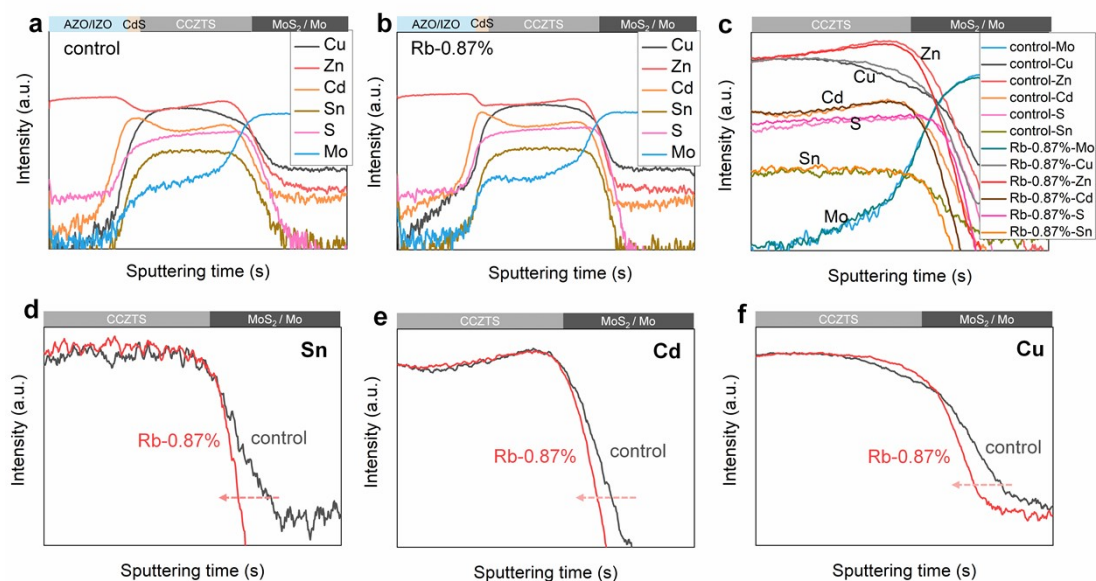 a
AZO/IZO CdS CCZTS MoS₂ / Mo
control
Cu
Zn
Cd
Sn
S
Mo
Intensity (a.u.)
Sputtering time (s)
b
AZO/IZO CdS CCZTS MoS₂ / Mo
Rb-0.87%
Cu
Zn
Cd
Sn
S
Mo
Intensity (a.u.)
Sputtering time (s)
c
CCZTS MoS₂ / Mo
Zn
Cu
Cd
S
Sn
Mo
control-Mo
control-Cu
control-Zn
control-Cd
control-S
control-Sn
Rb-0.87%-Mo
Rb-0.87%-Cu
Rb-0.87%-Zn
Rb-0.87%-Cd
Rb-0.87%-S
Rb-0.87%-Sn
Intensity (a.u.)
Sputtering time (s)
d
CCZTS MoS₂ / Mo
Sn
Rb-0.87%
control
Intensity (a.u.)
Sputtering time (s)
e
CCZTS MoS₂ / Mo
Cd
Rb-0.87%
control
Intensity (a.u.)
Sputtering time (s)
f
CCZTS MoS₂ / Mo
Cu
Rb-0.87%
control
Intensity (a.u.)
Sputtering time (s)